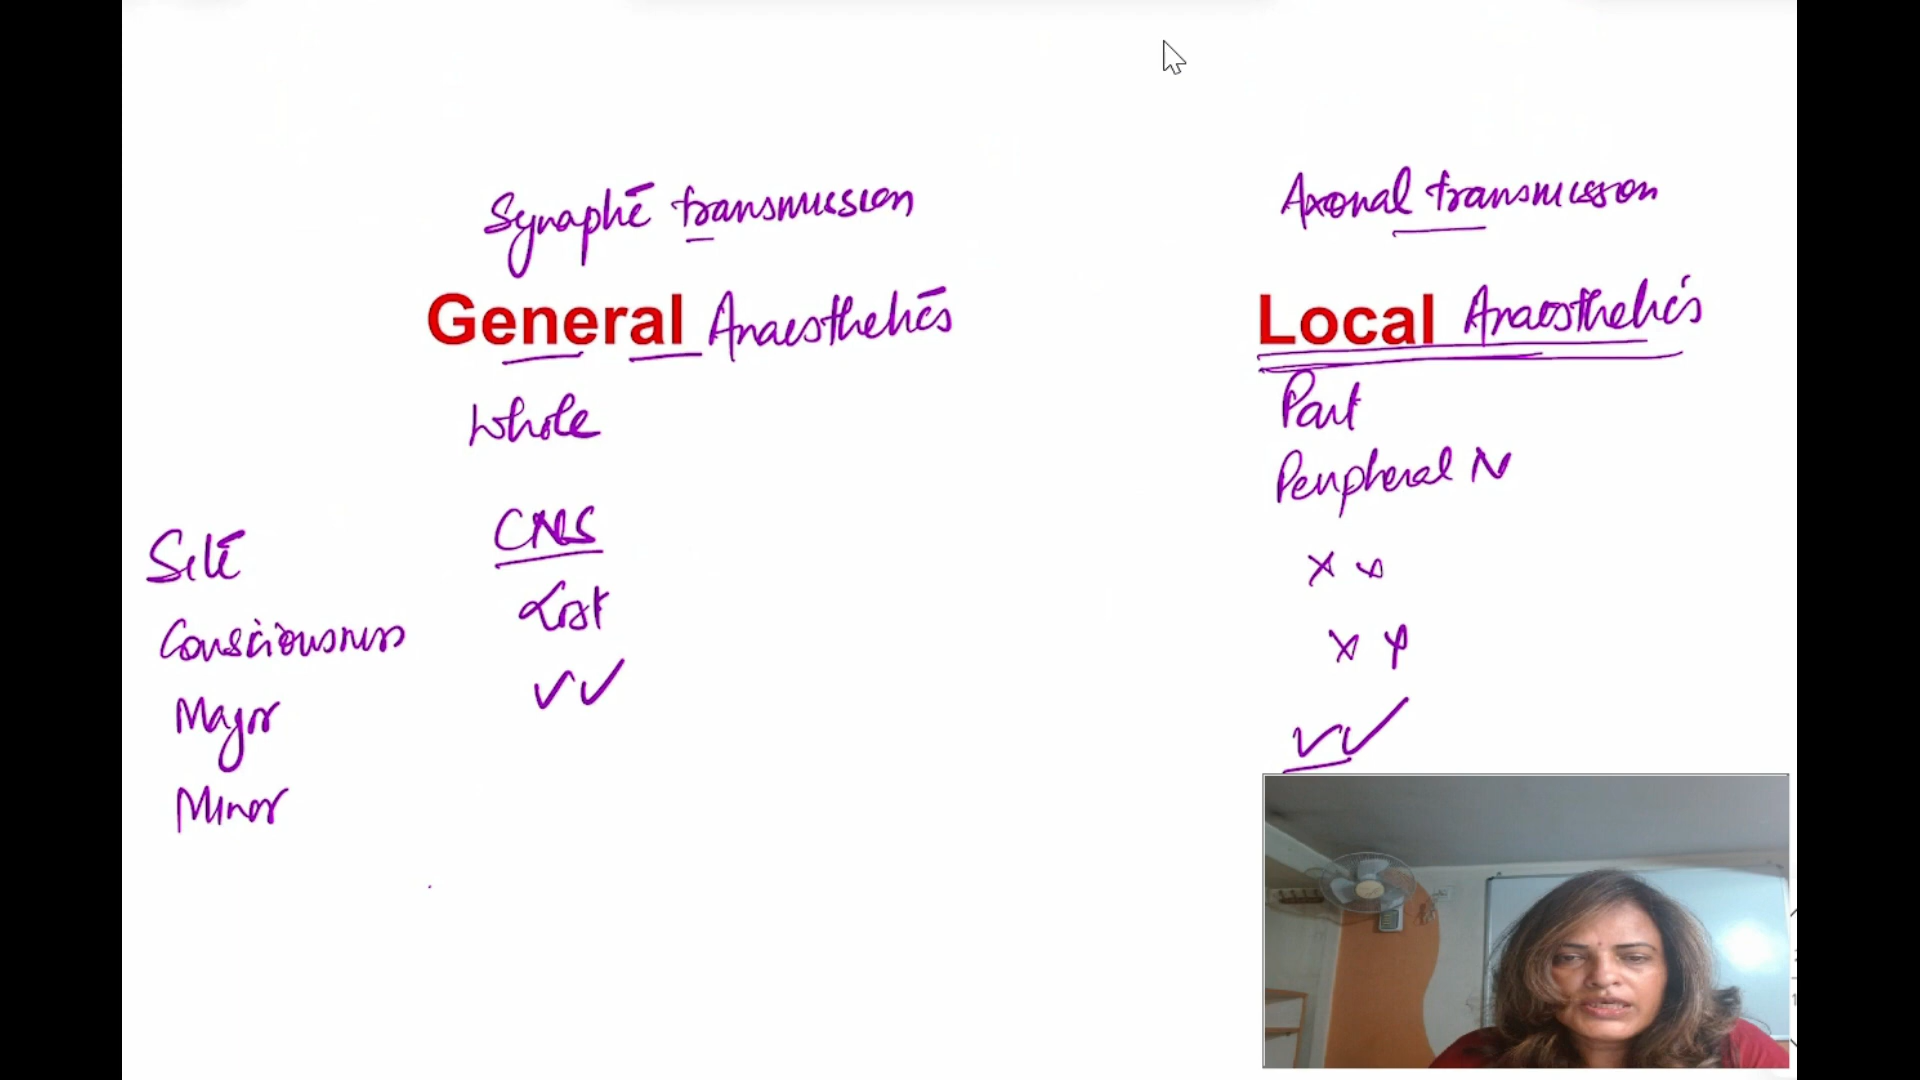 Synaptic transmission
Axonal transmission
General Anaesthetics
Local Anaesthetics
Whole
Part
Peripheral N
Site
CNS
x x
Consciousness
Lost
x x
Major
✓✓
✓✓
Minor